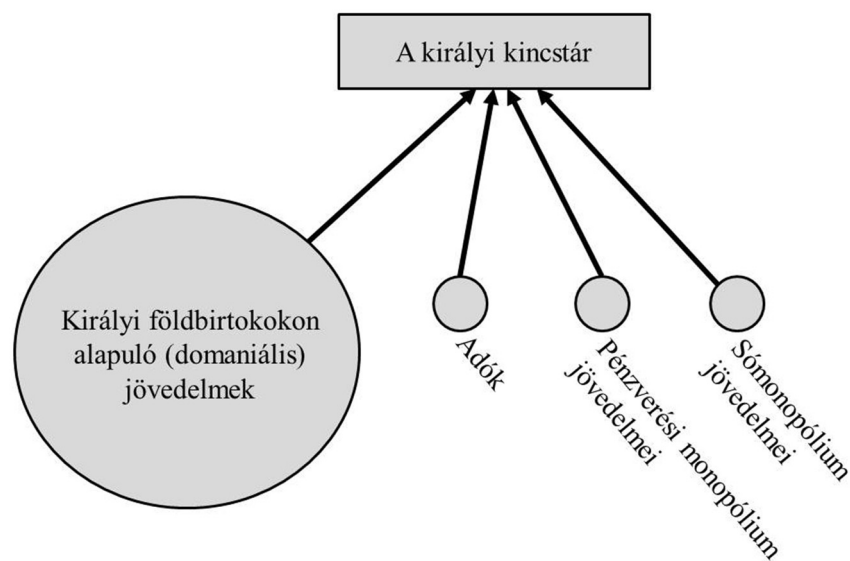 A királyi kincstár
Királyi földbirtokokon
alapuló (domaniális)
jövedelmek
Adók
Pénzverési monopólium
jövedelmei
Sómonopólium
jövedelmei